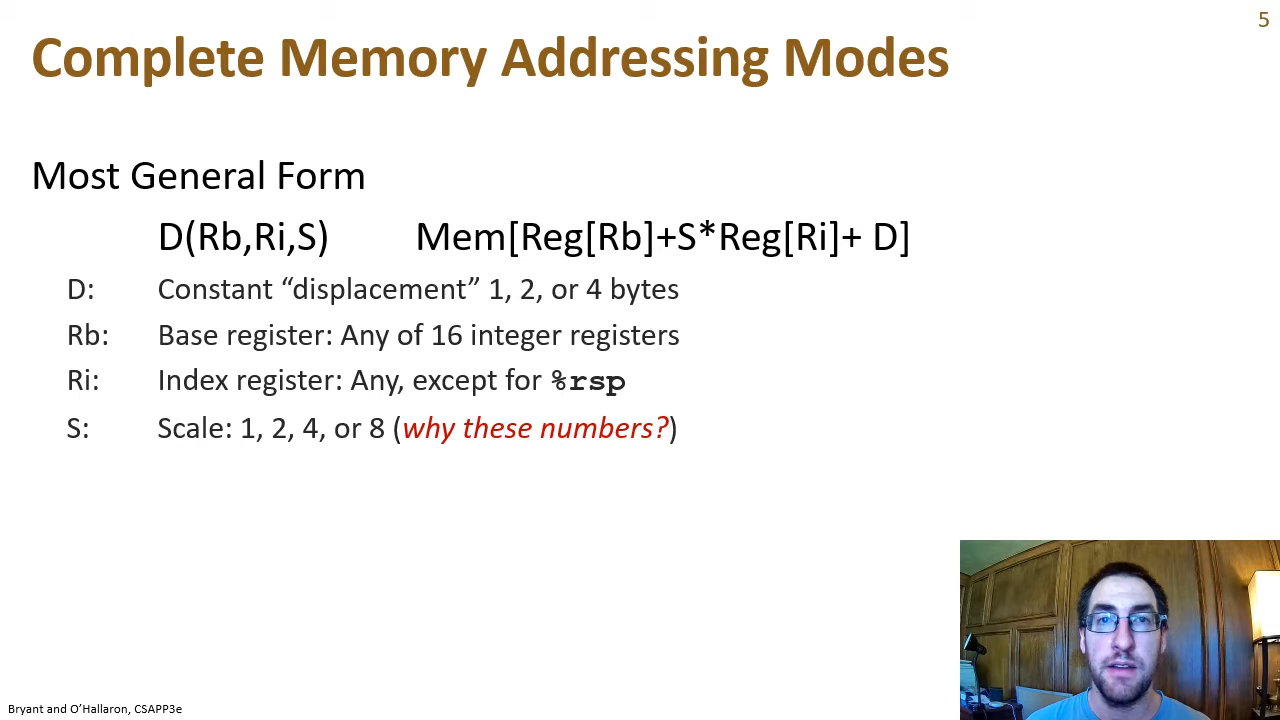 5
Complete Memory Addressing Modes
Most General Form
D(Rb,Ri,S) Mem[Reg[Rb]+S*Reg[Ri]+ D]
D: Constant “displacement” 1, 2, or 4 bytes
Rb: Base register: Any of 16 integer registers
Ri: Index register: Any, except for %rsp
S: Scale: 1, 2, 4, or 8 (why these numbers?)
Bryant and O’Hallaron, CSAPP3e